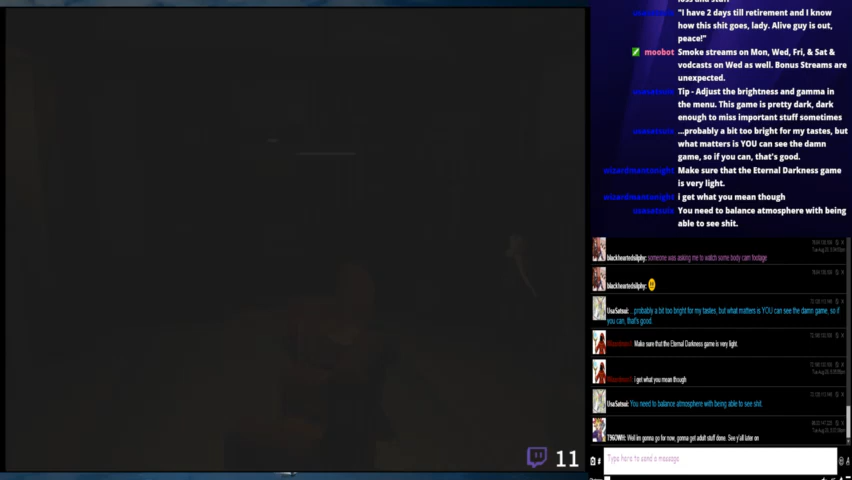 "I have 2 days till retirement and I know
how this shit goes, lady. Alive guy is out,
peace!"
moobot Smoke streams on Mon, Wed, Fri, & Sat &
vodcasts on Wed as well. Bonus Streams are
unexpected.
usasatsuis Tip - Adjust the brightness and gamma in
the menu. This game is pretty dark, dark
enough to miss important stuff sometimes
usasatsuis ...probably a bit too bright for my tastes, but
what matters is YOU can see the damn
game, so if you can, that's good.
wizardmantonight Make sure that the Eternal Darkness game
is very light.
wizardmantonight i get what you mean though
usasatsuis You need to balance atmosphere with being
able to see shit.
blackheartedsilphy: someone was asking me to watch some body cam footage
blackheartedsilphy:
UsaSatsui: ...probably a bit too bright for my tastes, but what matters is YOU can see the damn game, so if
you can, that's good.
Make sure that the Eternal Darkness game is very light.
i get what you mean though
UsaSatsui: You need to balance atmosphere with being able to see shit.
Well im gonna go for now, gonna get adult stuff done. See y'all later on
Type here to send a message
11